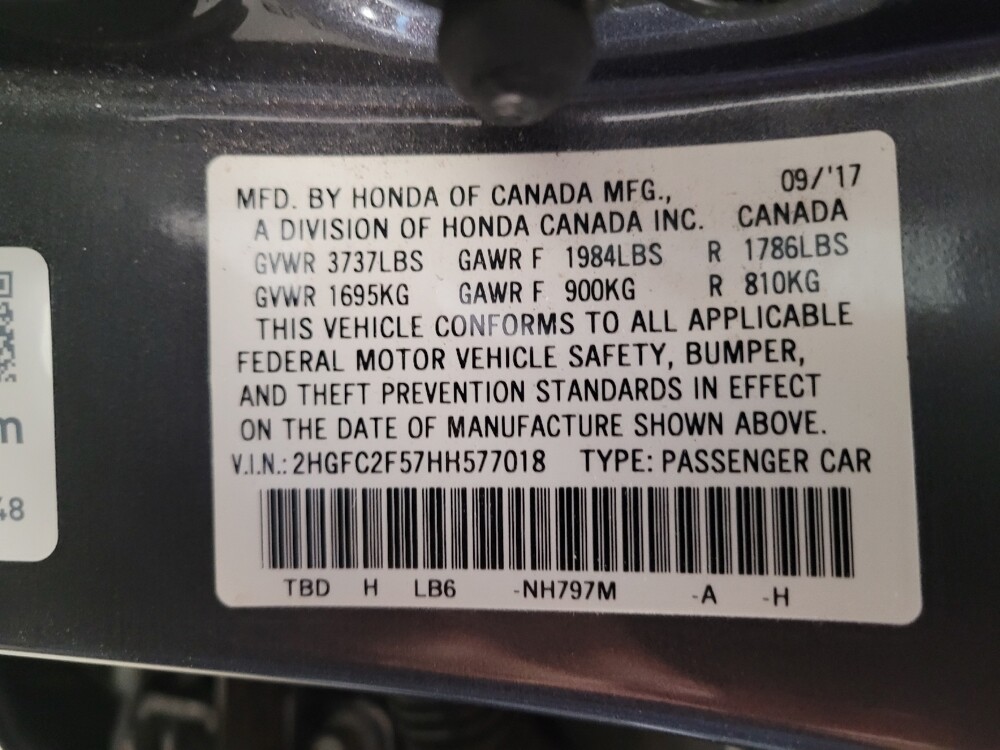 09/'17
MFD. BY HONDA OF CANADA MFG.,
A DIVISION OF HONDA CANADA INC. CANADA
GVWR 3737LBS GAWR F 1984LBS R 1786LBS
GVWR 1695KG GAWR F 900KG R 810KG
THIS VEHICLE CONFORMS TO ALL APPLICABLE
FEDERAL MOTOR VEHICLE SAFETY, BUMPER,
AND THEFT PREVENTION STANDARDS IN EFFECT
ON THE DATE OF MANUFACTURE SHOWN ABOVE.
V.I.N.: 2HGFC2F57HH577018 TYPE: PASSENGER CAR
TBD H LB6 -NH797M -A -H
m
48